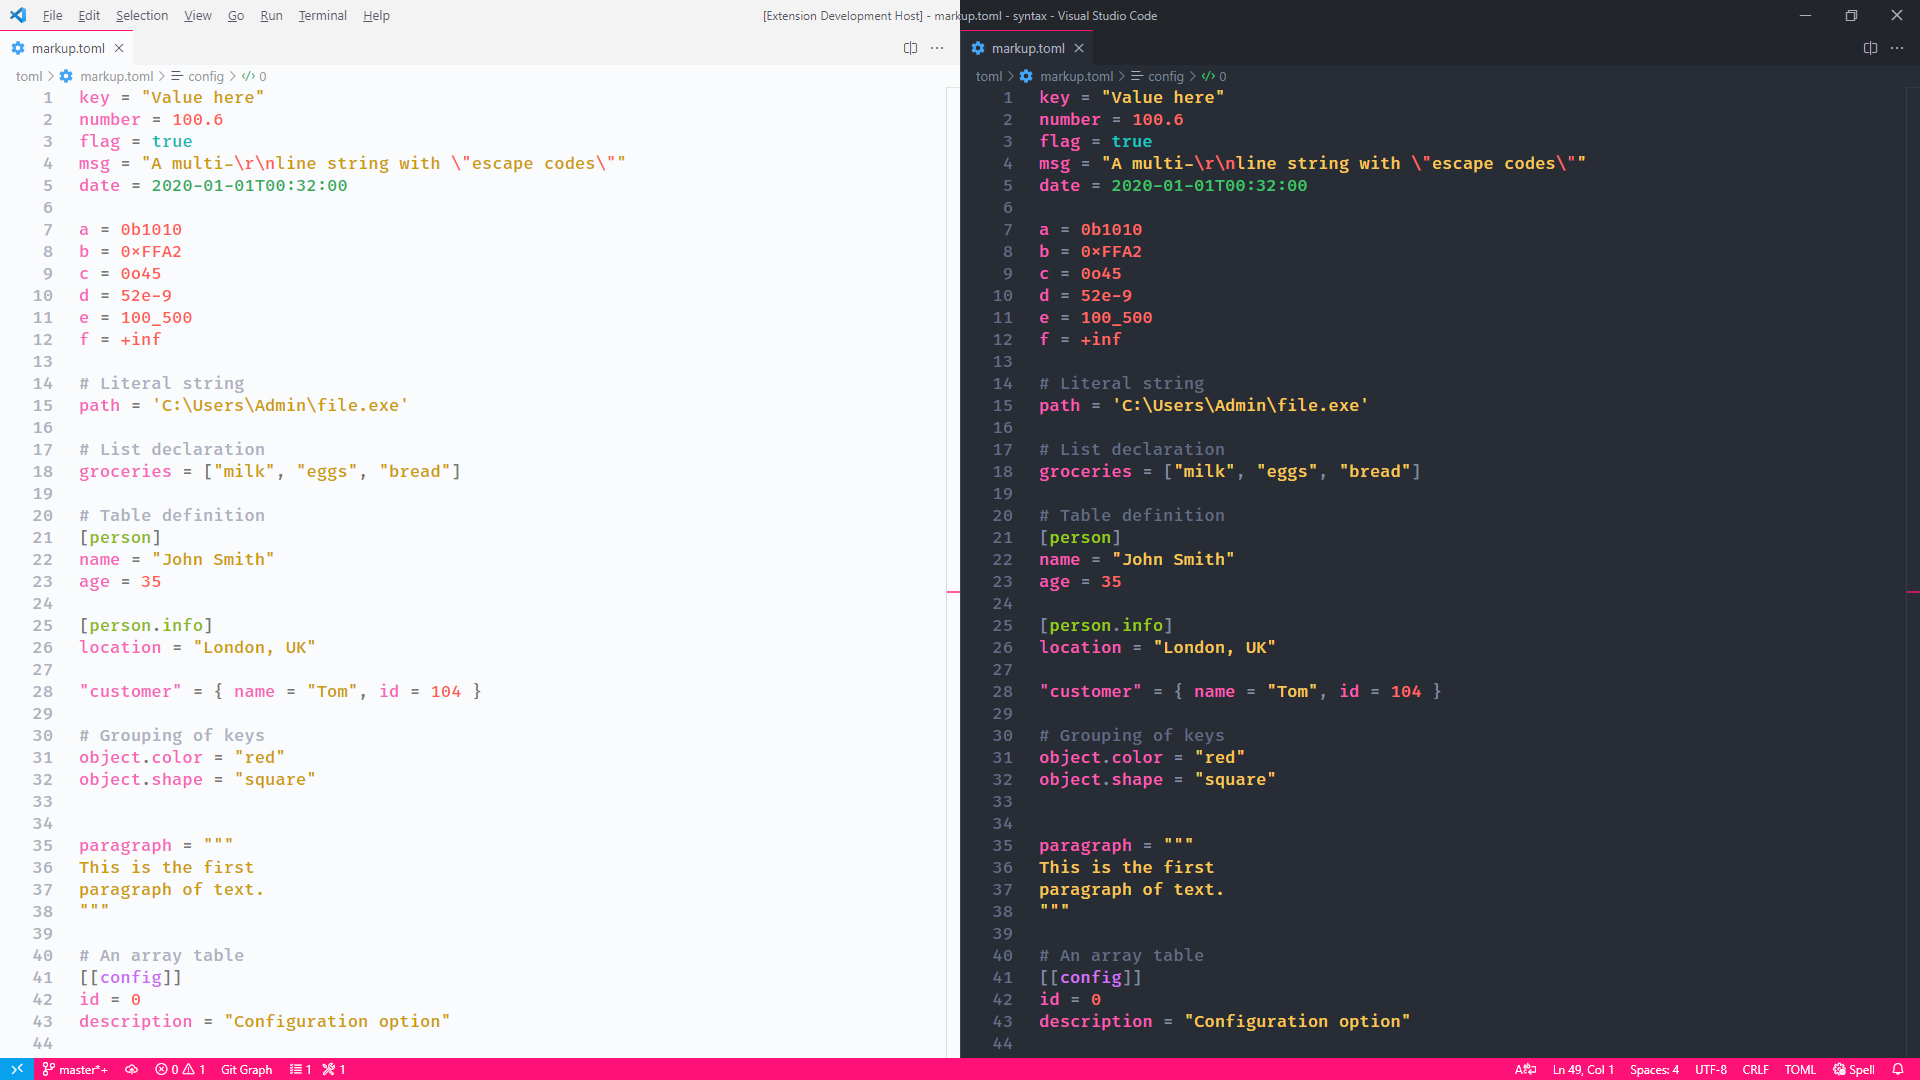 File Edit Selection View Go Run Terminal Help
[Extension Development Host] - markup.toml - syntax - Visual Studio Code
markup.toml
toml > markup.toml > config > 0
1 key = "Value here"
2 number = 100.6
3 flag = true
4 msg = "A multi-\r\nline string with \"escape codes\""
5 date = 2020-01-01T00:32:00
6
7 a = 0b1010
8 b = 0xFFA2
9 c = 0o45
10 d = 52e-9
11 e = 100_500
12 f = +inf
13
14 # Literal string
15 path = 'C:\Users\Admin\file.exe'
16
17 # List declaration
18 groceries = ["milk", "eggs", "bread"]
19
20 # Table definition
21 [person]
22 name = "John Smith"
23 age = 35
24
25 [person.info]
26 location = "London, UK"
27
28 "customer" = { name = "Tom", id = 104 }
29
30 # Grouping of keys
31 object.color = "red"
32 object.shape = "square"
33
34
35 paragraph = """
36 This is the first
37 paragraph of text.
38 """
39
40 # An array table
41 [[config]]
42 id = 0
43 description = "Configuration option"
44
markup.toml
toml > markup.toml > config > 0
1 key = "Value here"
2 number = 100.6
3 flag = true
4 msg = "A multi-\r\nline string with \"escape codes\""
5 date = 2020-01-01T00:32:00
6
7 a = 0b1010
8 b = 0xFFA2
9 c = 0o45
10 d = 52e-9
11 e = 100_500
12 f = +inf
13
14 # Literal string
15 path = 'C:\Users\Admin\file.exe'
16
17 # List declaration
18 groceries = ["milk", "eggs", "bread"]
19
20 # Table definition
21 [person]
22 name = "John Smith"
23 age = 35
24
25 [person.info]
26 location = "London, UK"
27
28 "customer" = { name = "Tom", id = 104 }
29
30 # Grouping of keys
31 object.color = "red"
32 object.shape = "square"
33
34
35 paragraph = """
36 This is the first
37 paragraph of text.
38 """
39
40 # An array table
41 [[config]]
42 id = 0
43 description = "Configuration option"
44
master*+ 0 1 Git Graph 1 1 Ln 49, Col 1 Spaces: 4 UTF-8 CRLF TOML Spell